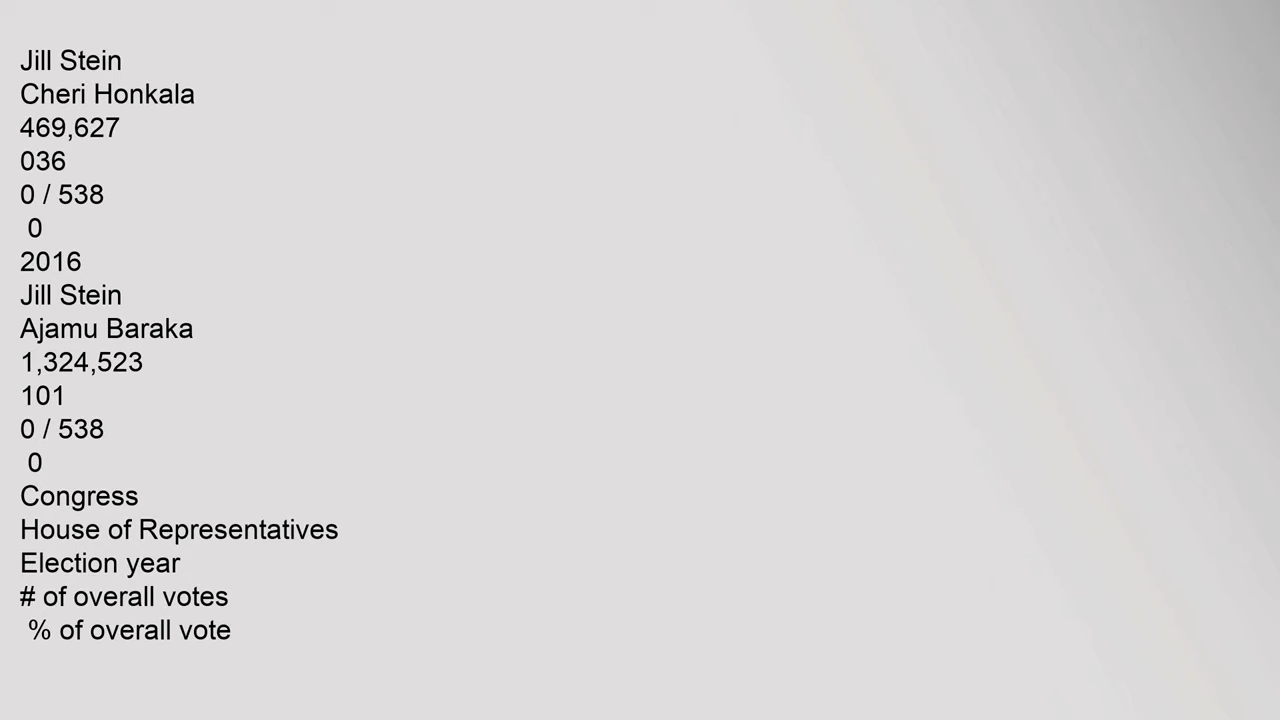 Jill Stein
Cheri Honkala
469,627
036
0 / 538
0
2016
Jill Stein
Ajamu Baraka
1,324,523
101
0 / 538
0
Congress
House of Representatives
Election year
# of overall votes
% of overall vote